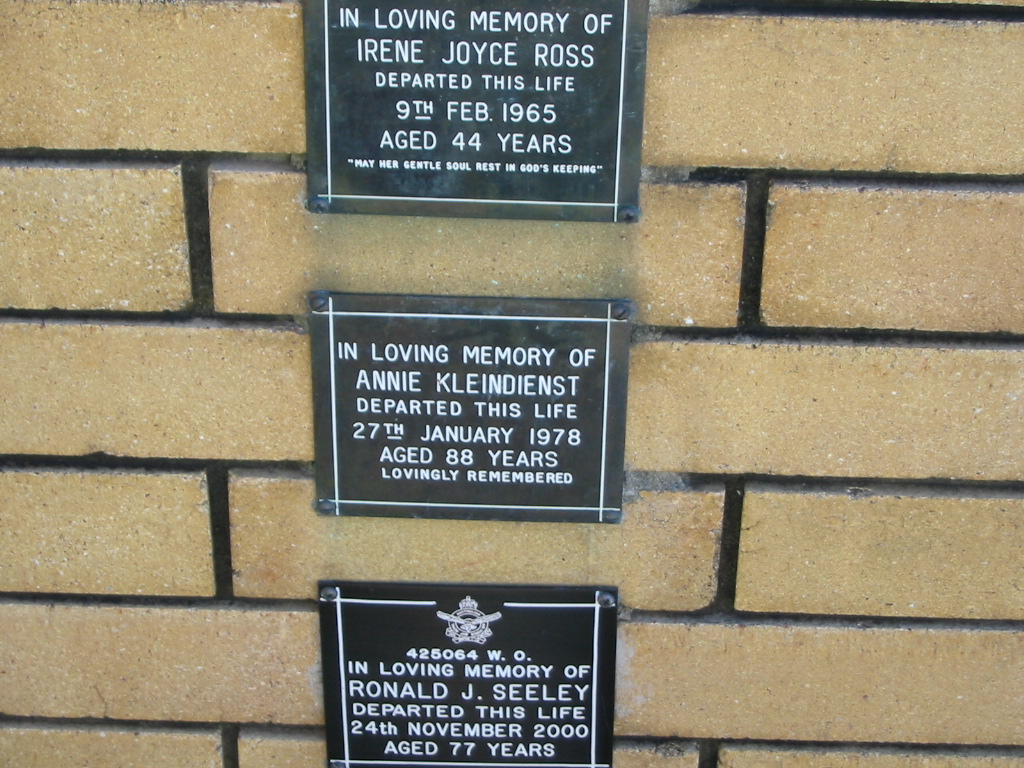 IN LOVING MEMORY OF
IRENE JOYCE ROSS
DEPARTED THIS LIFE
9TH FEB. 1965
AGED 44 YEARS
"MAY HER GENTLE SOUL REST IN GOD'S KEEPING"
IN LOVING MEMORY OF
ANNIE KLEINDIENST
DEPARTED THIS LIFE
27TH JANUARY 1978
AGED 88 YEARS
LOVINGLY REMEMBERED
425064 W. O.
IN LOVING MEMORY OF
RONALD J. SEELEY
DEPARTED THIS LIFE
24th NOVEMBER 2000
AGED 77 YEARS